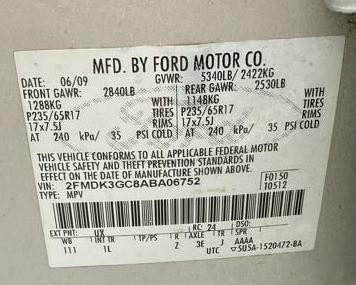 MFD. BY FORD MOTOR CO.
DATE: 06/09 GVWR: 5340LB/ 2422KG
FRONT GAWR: 2840LB REAR GAWR: 2530LB
1288KG 1148KG
P235/65R17 TIRES P235/65R17 TIRES
17x7.5J RIMS 17x7.5J RIMS
AT 240 kPa/ 35 PSI COLD AT 240 kPa/ 35 PSI COLD
THIS VEHICLE CONFORMS TO ALL APPLICABLE FEDERAL MOTOR
VEHICLE SAFETY AND THEFT PREVENTION STANDARDS IN
EFFECT ON THE DATE OF MANUFACTURE SHOWN ABOVE.
VIN: 2FMDK3GC8ABA06752 F0150
TYPE: MPV T0512
EXT PNT: UX RC: 24 DSO:
WB INT TR TP/PS R AXLE TR SPR
111 1L Z 3E J AAAA
UTC 5U5A-1520472-BA